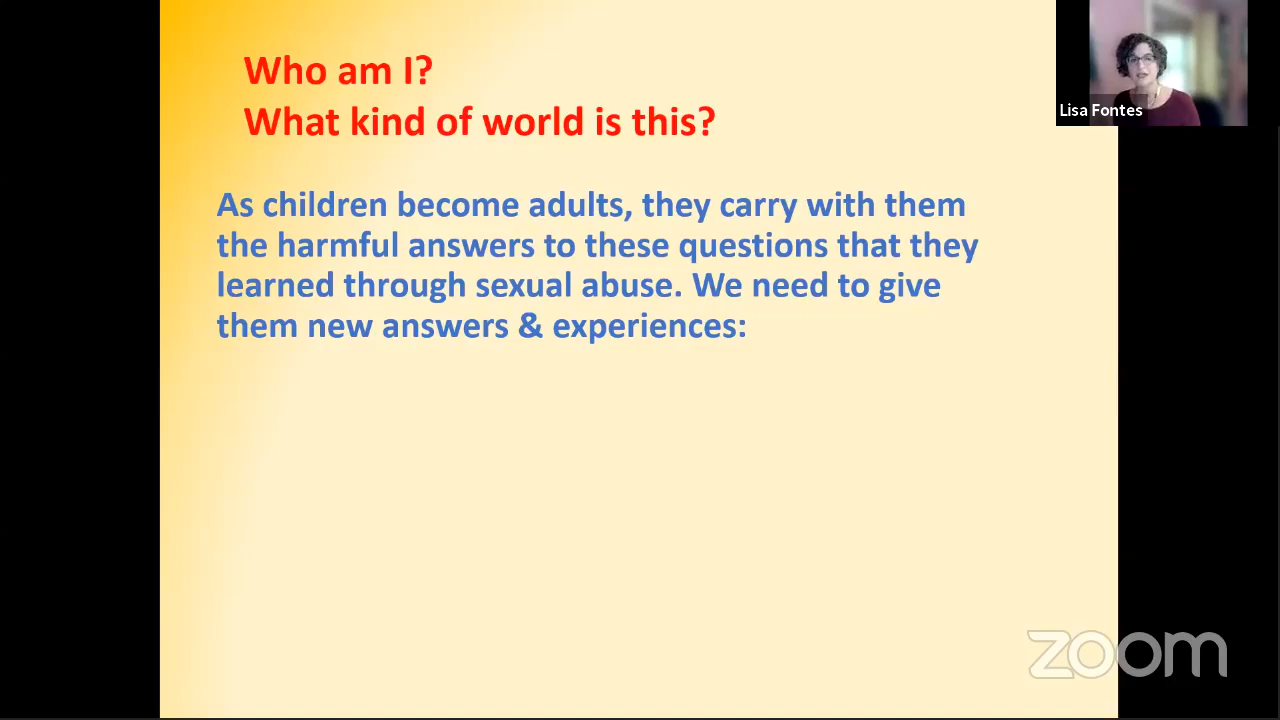 Who am I?
What kind of world is this?
Lisa Fontes
As children become adults, they carry with them
the harmful answers to these questions that they
learned through sexual abuse. We need to give
them new answers & experiences:
zoom